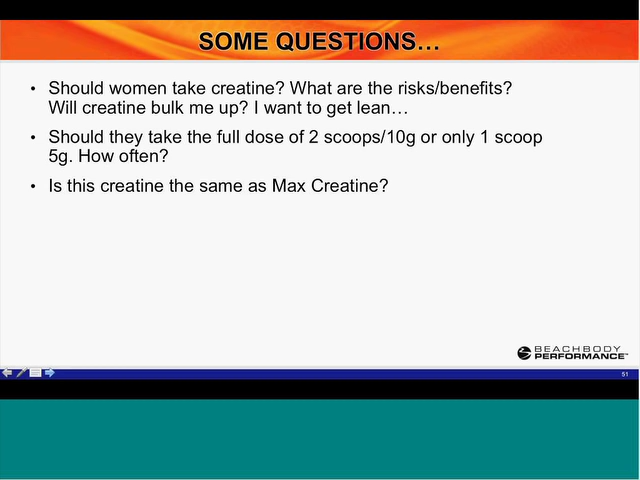 SOME QUESTIONS…
• Should women take creatine? What are the risks/benefits?
Will creatine bulk me up? I want to get lean…
• Should they take the full dose of 2 scoops/10g or only 1 scoop
5g. How often?
• Is this creatine the same as Max Creatine?
BEACHBODY
PERFORMANCE™
51